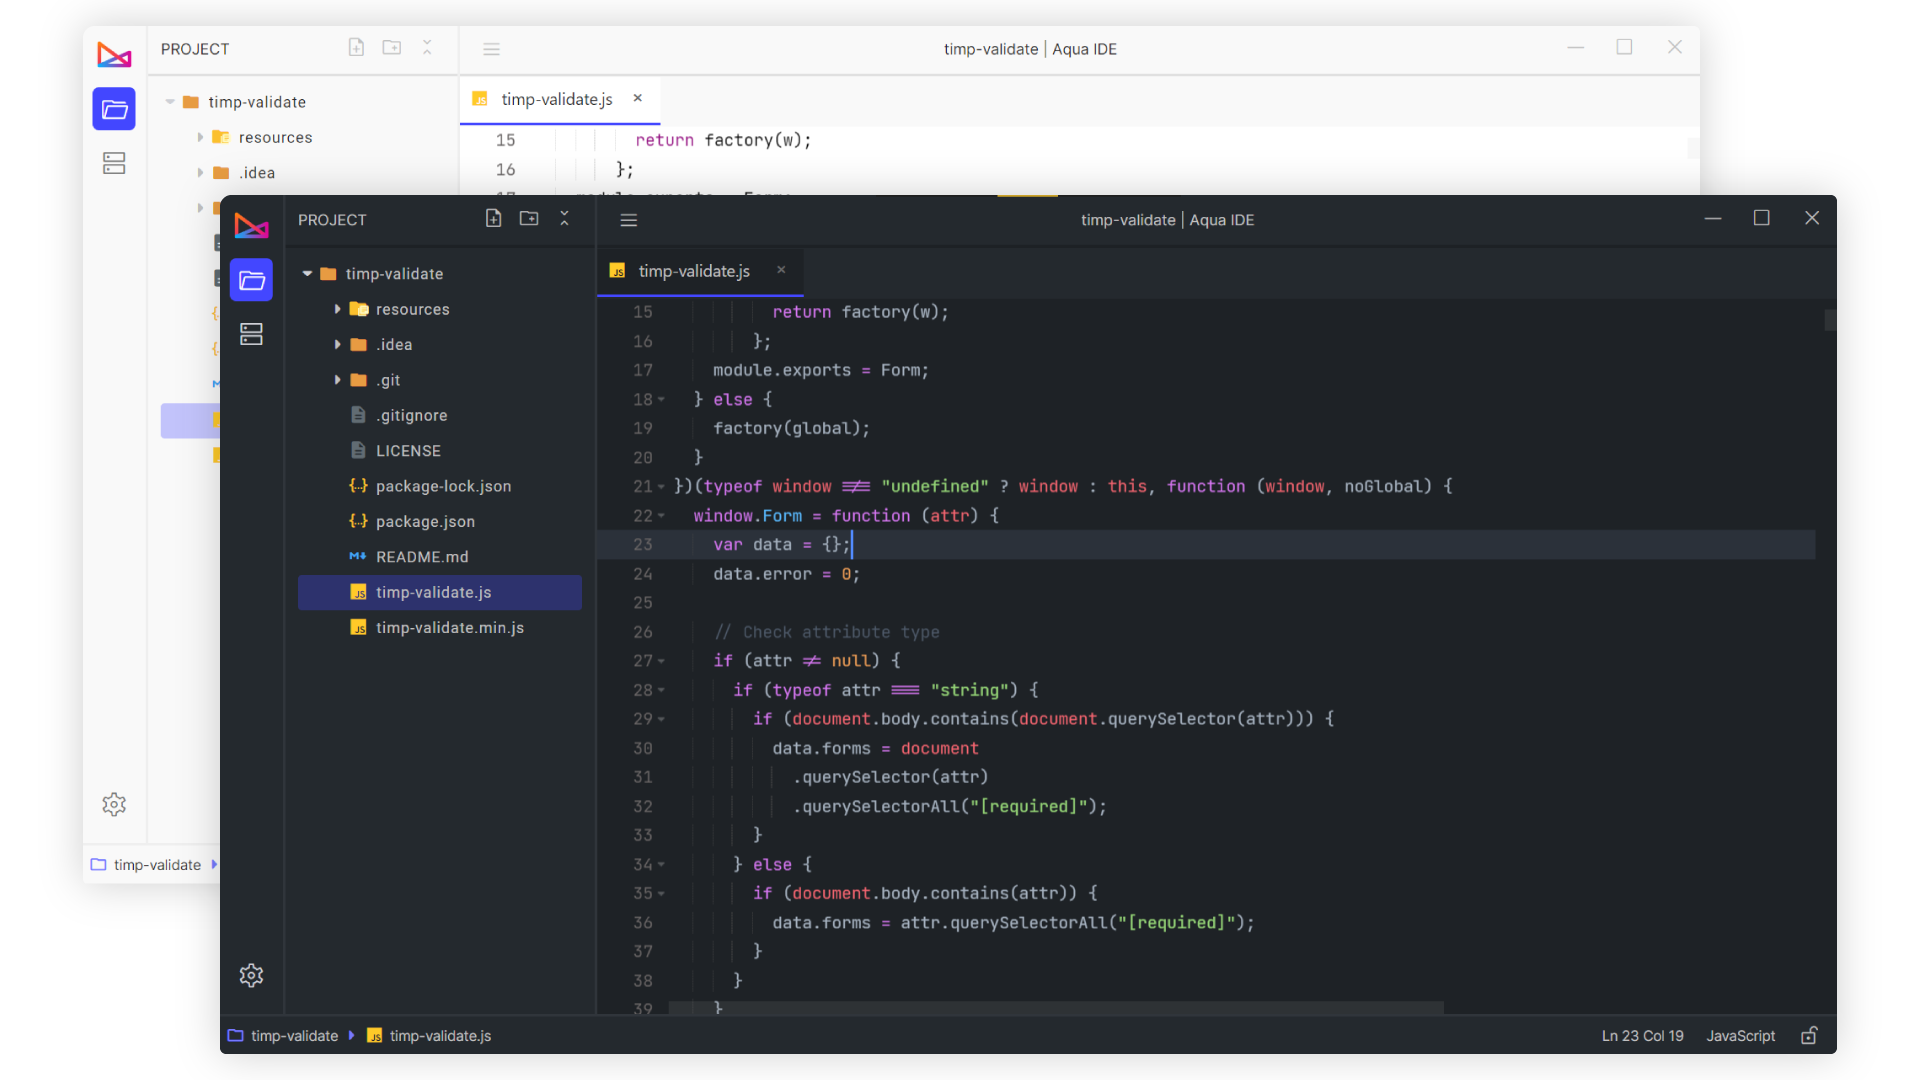 PROJECT
timp-validate | Aqua IDE
timp-validate
resources
.idea
timp-validate.js ×
15 return factory(w);
16 };
timp-validate
PROJECT
timp-validate | Aqua IDE
timp-validate
resources
.idea
.git
.gitignore
LICENSE
package-lock.json
package.json
README.md
timp-validate.js
timp-validate.min.js
timp-validate.js ×
15 return factory(w);
16 };
17 module.exports = Form;
18 } else {
19 factory(global);
20 }
21 })(typeof window !== "undefined" ? window : this, function (window, noGlobal) {
22 window.Form = function (attr) {
23 var data = {};
24 data.error = 0;
25
26 // Check attribute type
27 if (attr != null) {
28 if (typeof attr === "string") {
29 if (document.body.contains(document.querySelector(attr))) {
30 data.forms = document
31 .querySelector(attr)
32 .querySelectorAll("[required]");
33 }
34 } else {
35 if (document.body.contains(attr)) {
36 data.forms = attr.querySelectorAll("[required]");
37 }
38 }
39 }
timp-validate timp-validate.js
Ln 23 Col 19 JavaScript